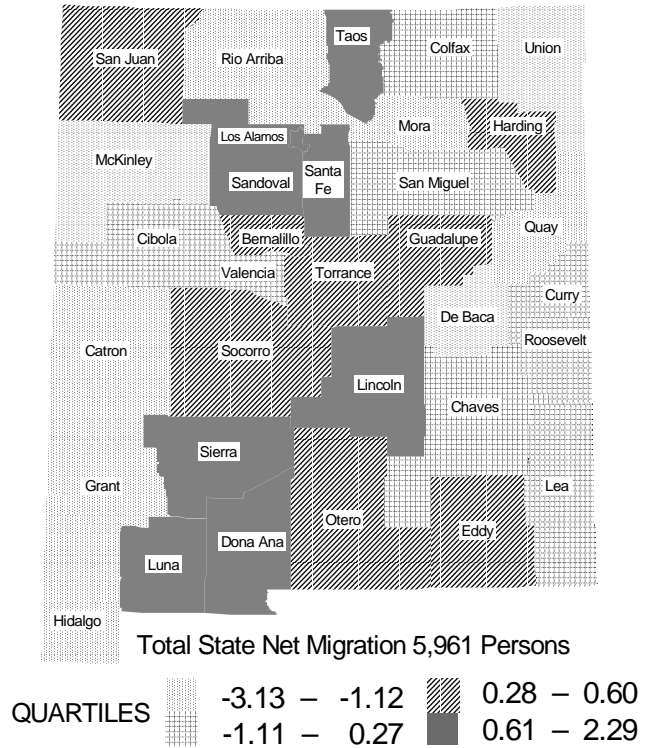 Taos
San Juan
Rio Arriba
Colfax
Union
Mora
Harding
Los Alamos
McKinley
Santa
Fe
Sandoval
San Miguel
Quay
Cibola
Bernalillo
Guadalupe
Valencia
Torrance
Curry
De Baca
Roosevelt
Catron
Socorro
Lincoln
Chaves
Sierra
Grant
Lea
Otero
Eddy
Dona Ana
Luna
Hidalgo
Total State Net Migration 5,961 Persons
QUARTILES
-3.13 – -1.12
0.28 – 0.60
-1.11 – 0.27
0.61 – 2.29